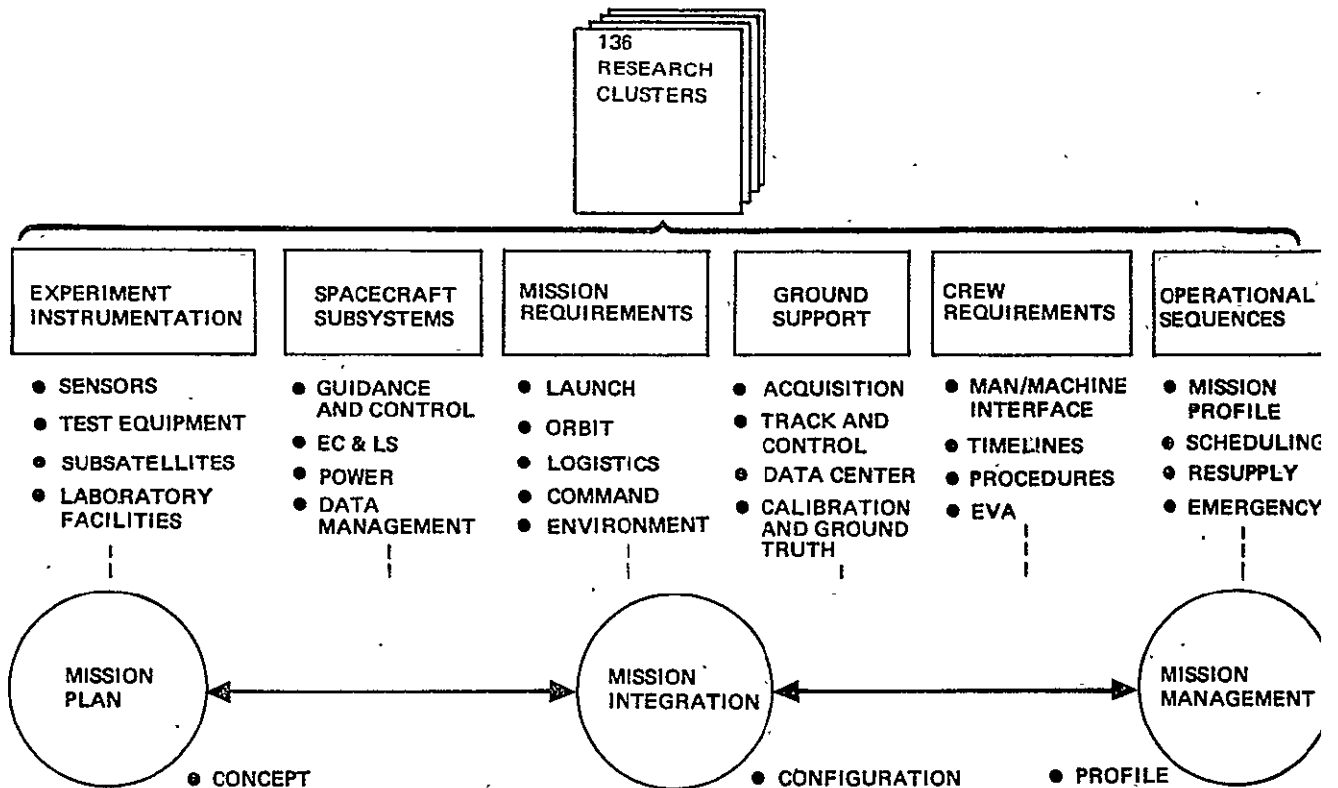 136
RESEARCH
CLUSTERS
EXPERIMENT
INSTRUMENTATION
● SENSORS
● TEST EQUIPMENT
● SUBSATELLITES
● LABORATORY
FACILITIES
SPACECRAFT
SUBSYSTEMS
● GUIDANCE
AND CONTROL
● EC & LS
● POWER
● DATA
MANAGEMENT
MISSION
REQUIREMENTS
● LAUNCH
● ORBIT
● LOGISTICS
● COMMAND
● ENVIRONMENT
GROUND
SUPPORT
● ACQUISITION
● TRACK AND
CONTROL
● DATA CENTER
● CALIBRATION
AND GROUND
TRUTH
CREW
REQUIREMENTS
● MAN/MACHINE
INTERFACE
● TIMELINES
● PROCEDURES
● EVA
OPERATIONAL
SEQUENCES
● MISSION
PROFILE
● SCHEDULING
● RESUPPLY
● EMERGENCY
MISSION
PLAN
MISSION
INTEGRATION
MISSION
MANAGEMENT
● CONCEPT
● CONFIGURATION
● PROFILE